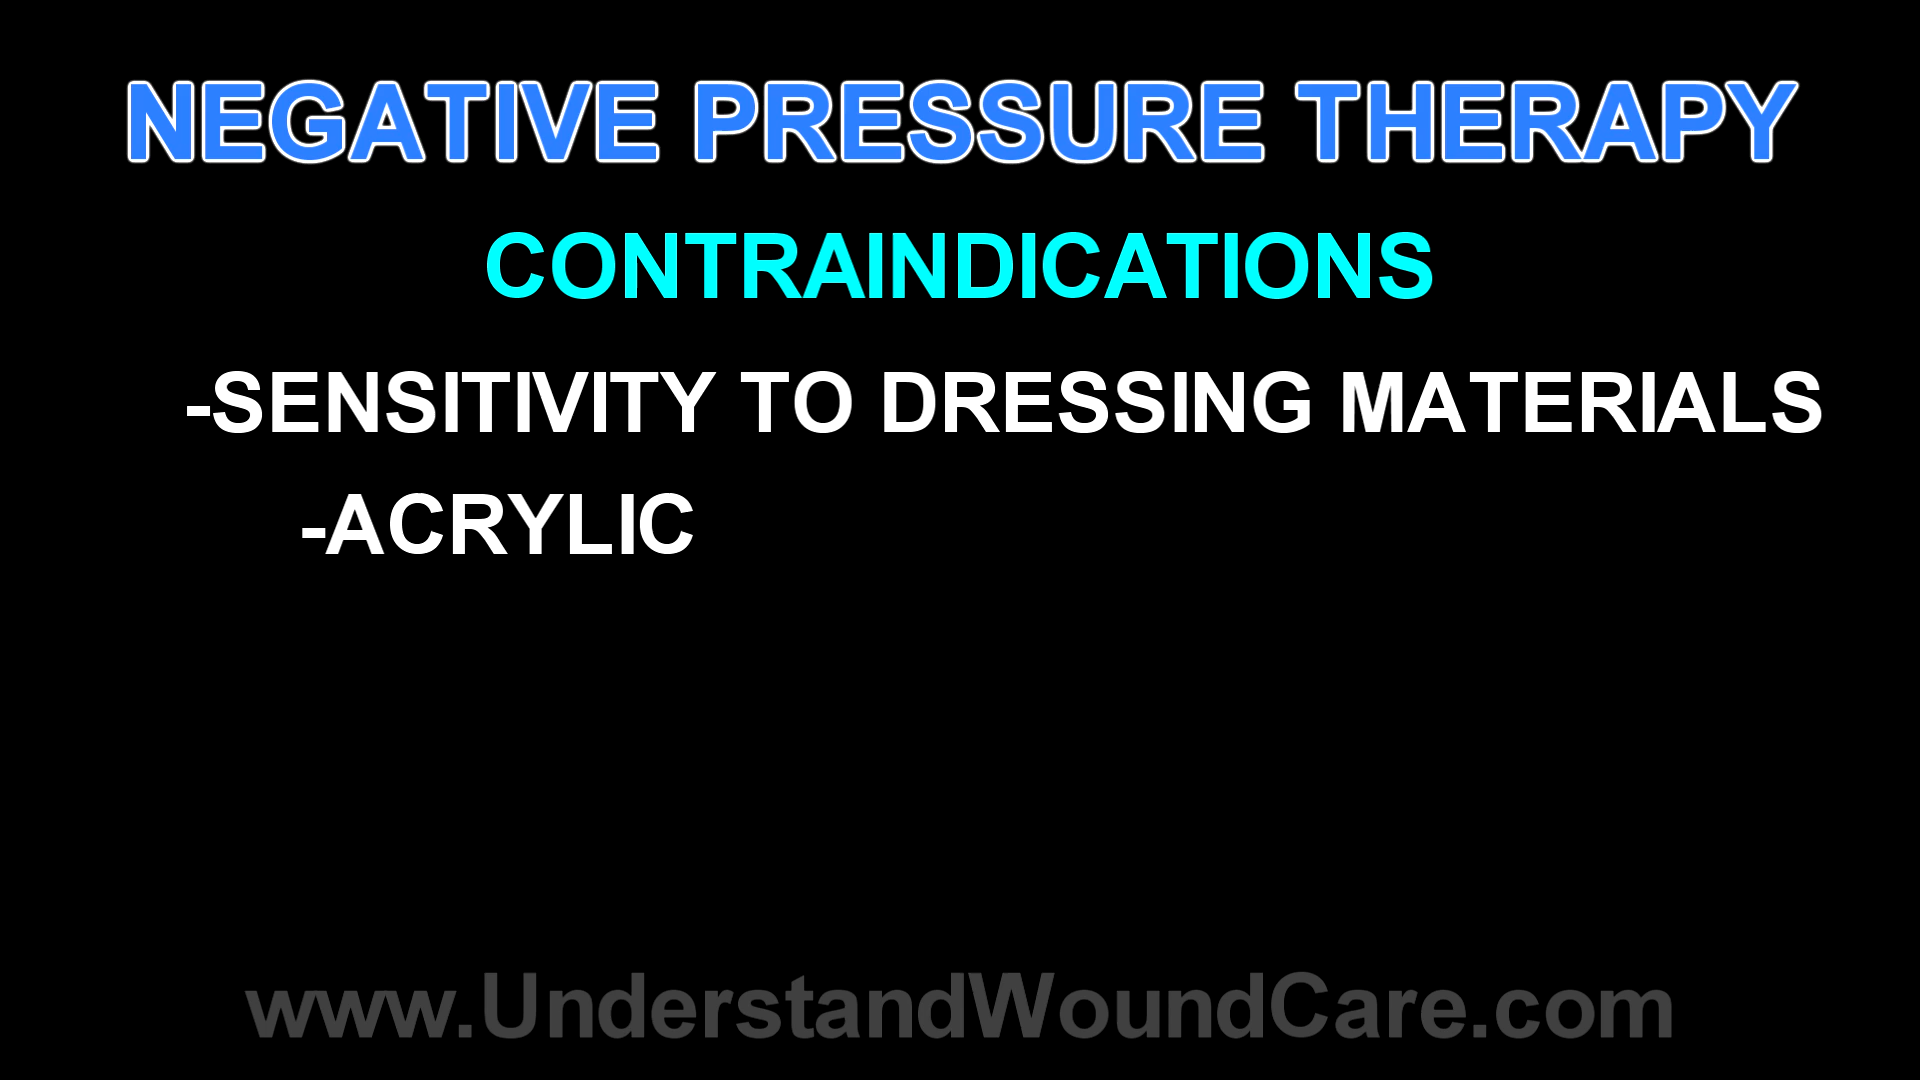 NEGATIVE PRESSURE THERAPY
CONTRAINDICATIONS
-SENSITIVITY TO DRESSING MATERIALS
-ACRYLIC
www.UnderstandWoundCare.com